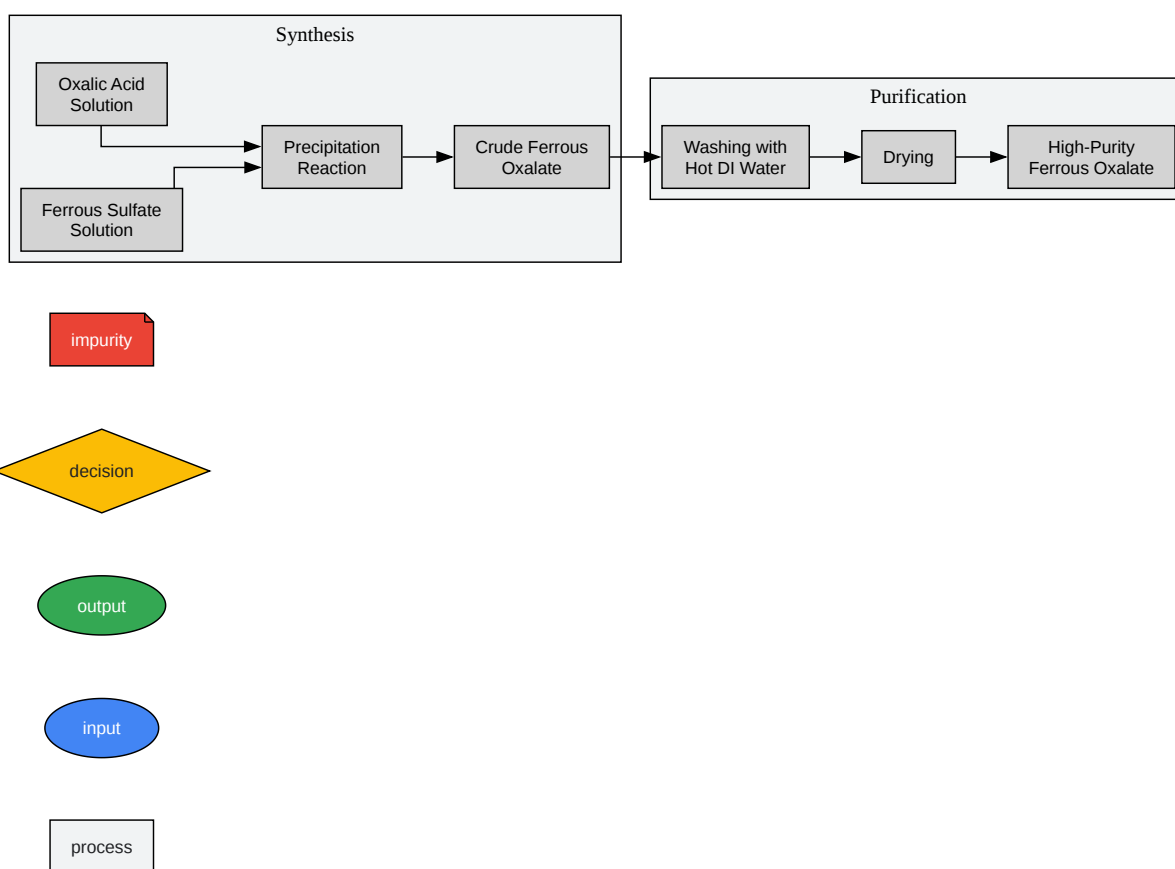 Synthesis
Oxalic Acid
Solution
Ferrous Sulfate
Solution
Precipitation
Reaction
Crude Ferrous
Oxalate
Purification
Washing with
Hot DI Water
Drying
High-Purity
Ferrous Oxalate
impurity
decision
output
input
process